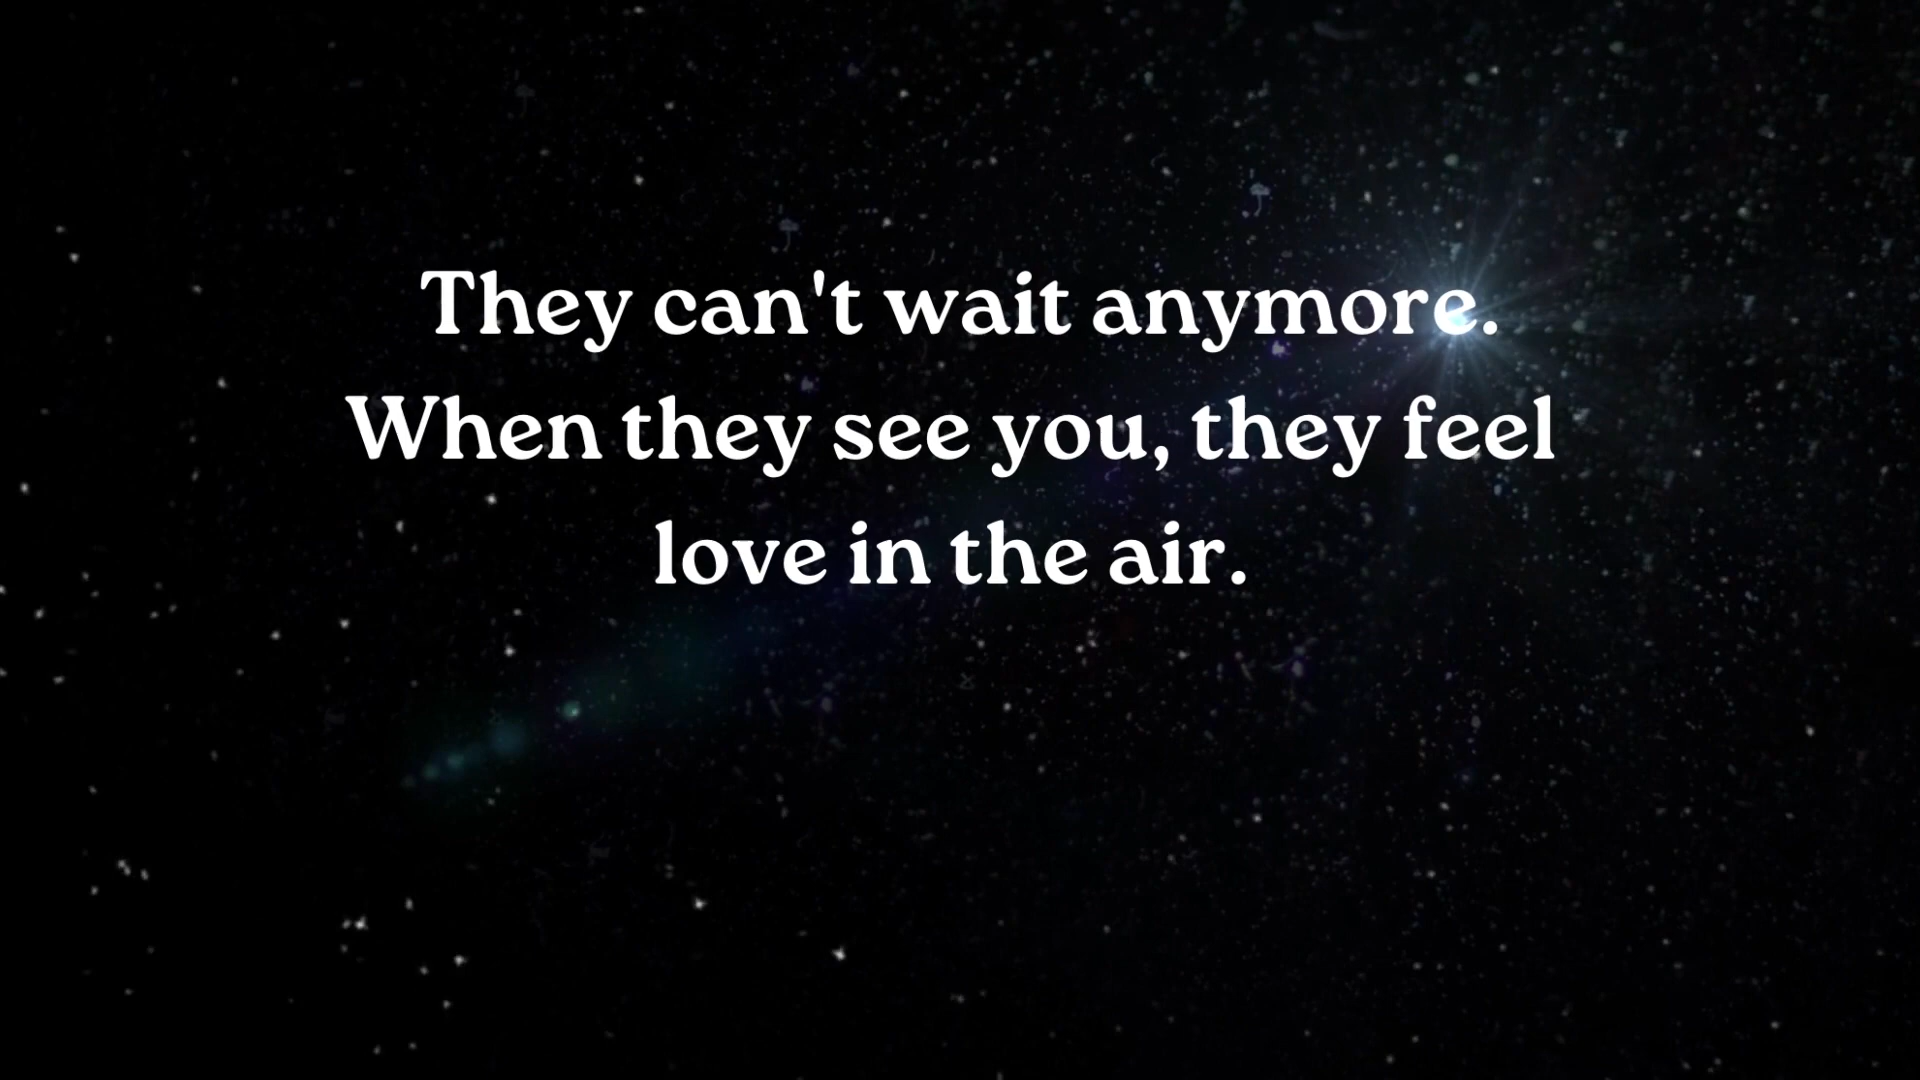 They can't wait anymore.
When they see you, they feel
love in the air.